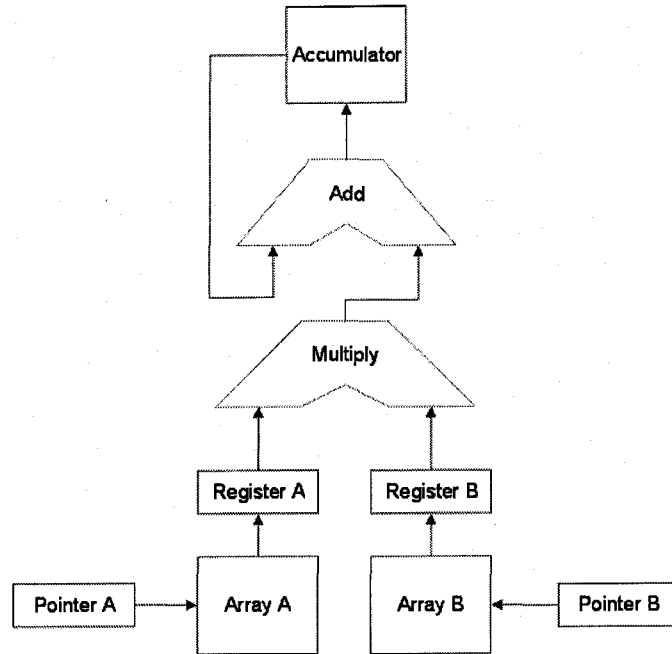 Accumulator
Add
Multiply
Register A
Register B
Pointer A
Array A
Array B
Pointer B